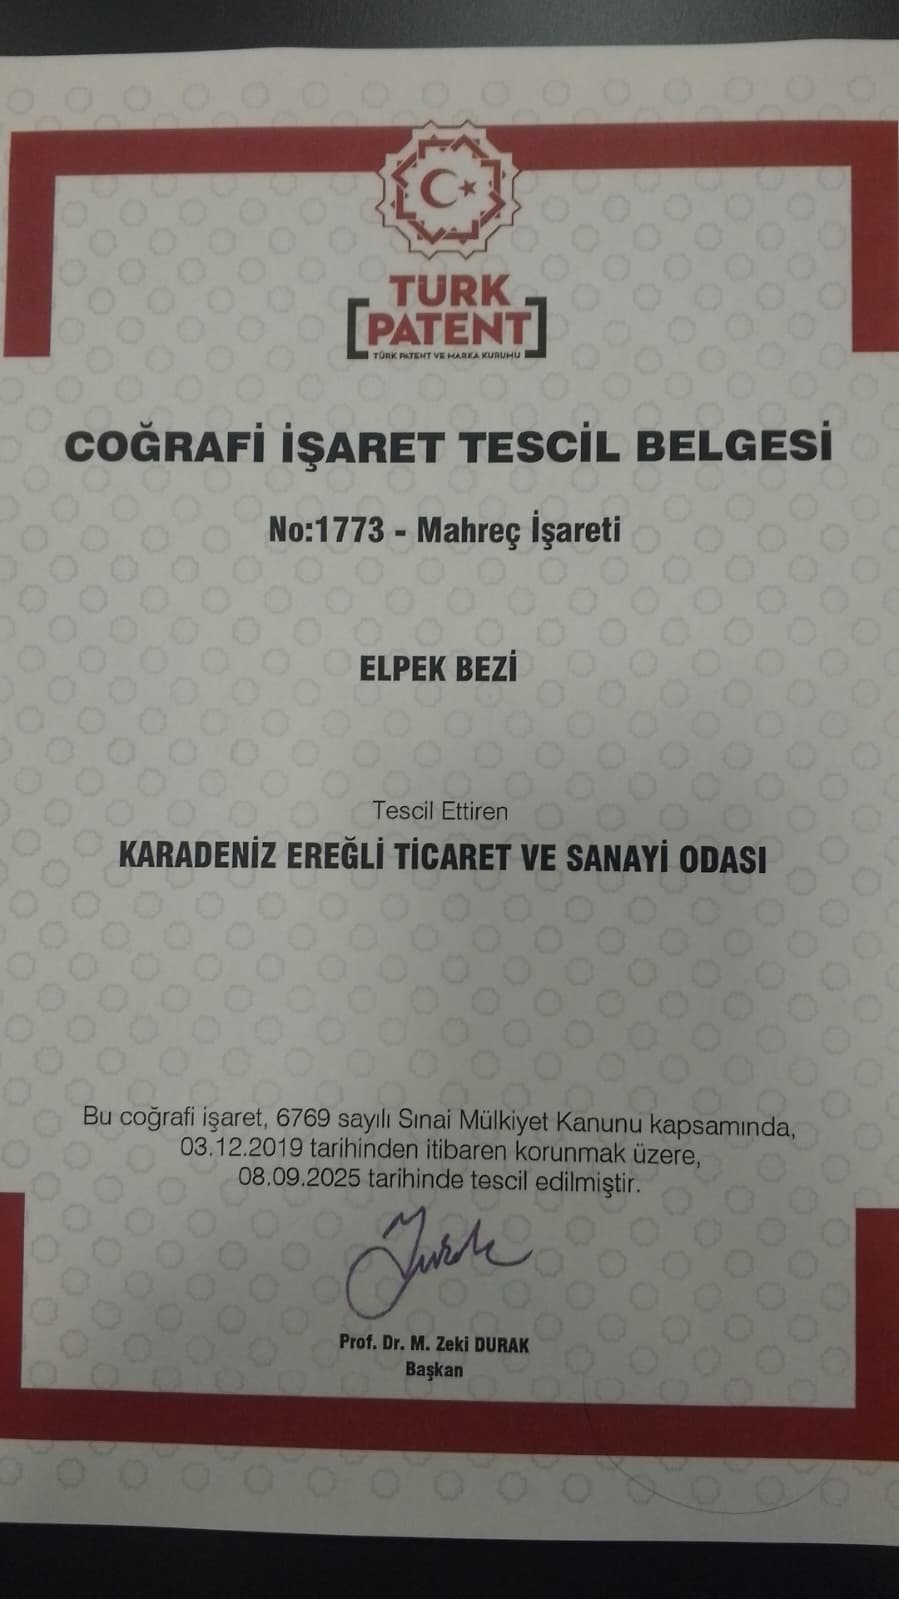 TÜRK
PATENT
TÜRK PATENT VE MARKA KURUMU
COĞRAFİ İŞARET TESCİL BELGESİ
No:1773 - Mahreç İşareti
ELPEK BEZİ
Tescil Ettiren
KARADENİZ EREĞLİ TİCARET VE SANAYİ ODASI
Bu coğrafi işaret, 6769 sayılı Sınai Mülkiyet Kanunu kapsamında,
03.12.2019 tarihinden itibaren korunmak üzere,
08.09.2025 tarihinde tescil edilmiştir.
Prof. Dr. M. Zeki DURAK
Başkan